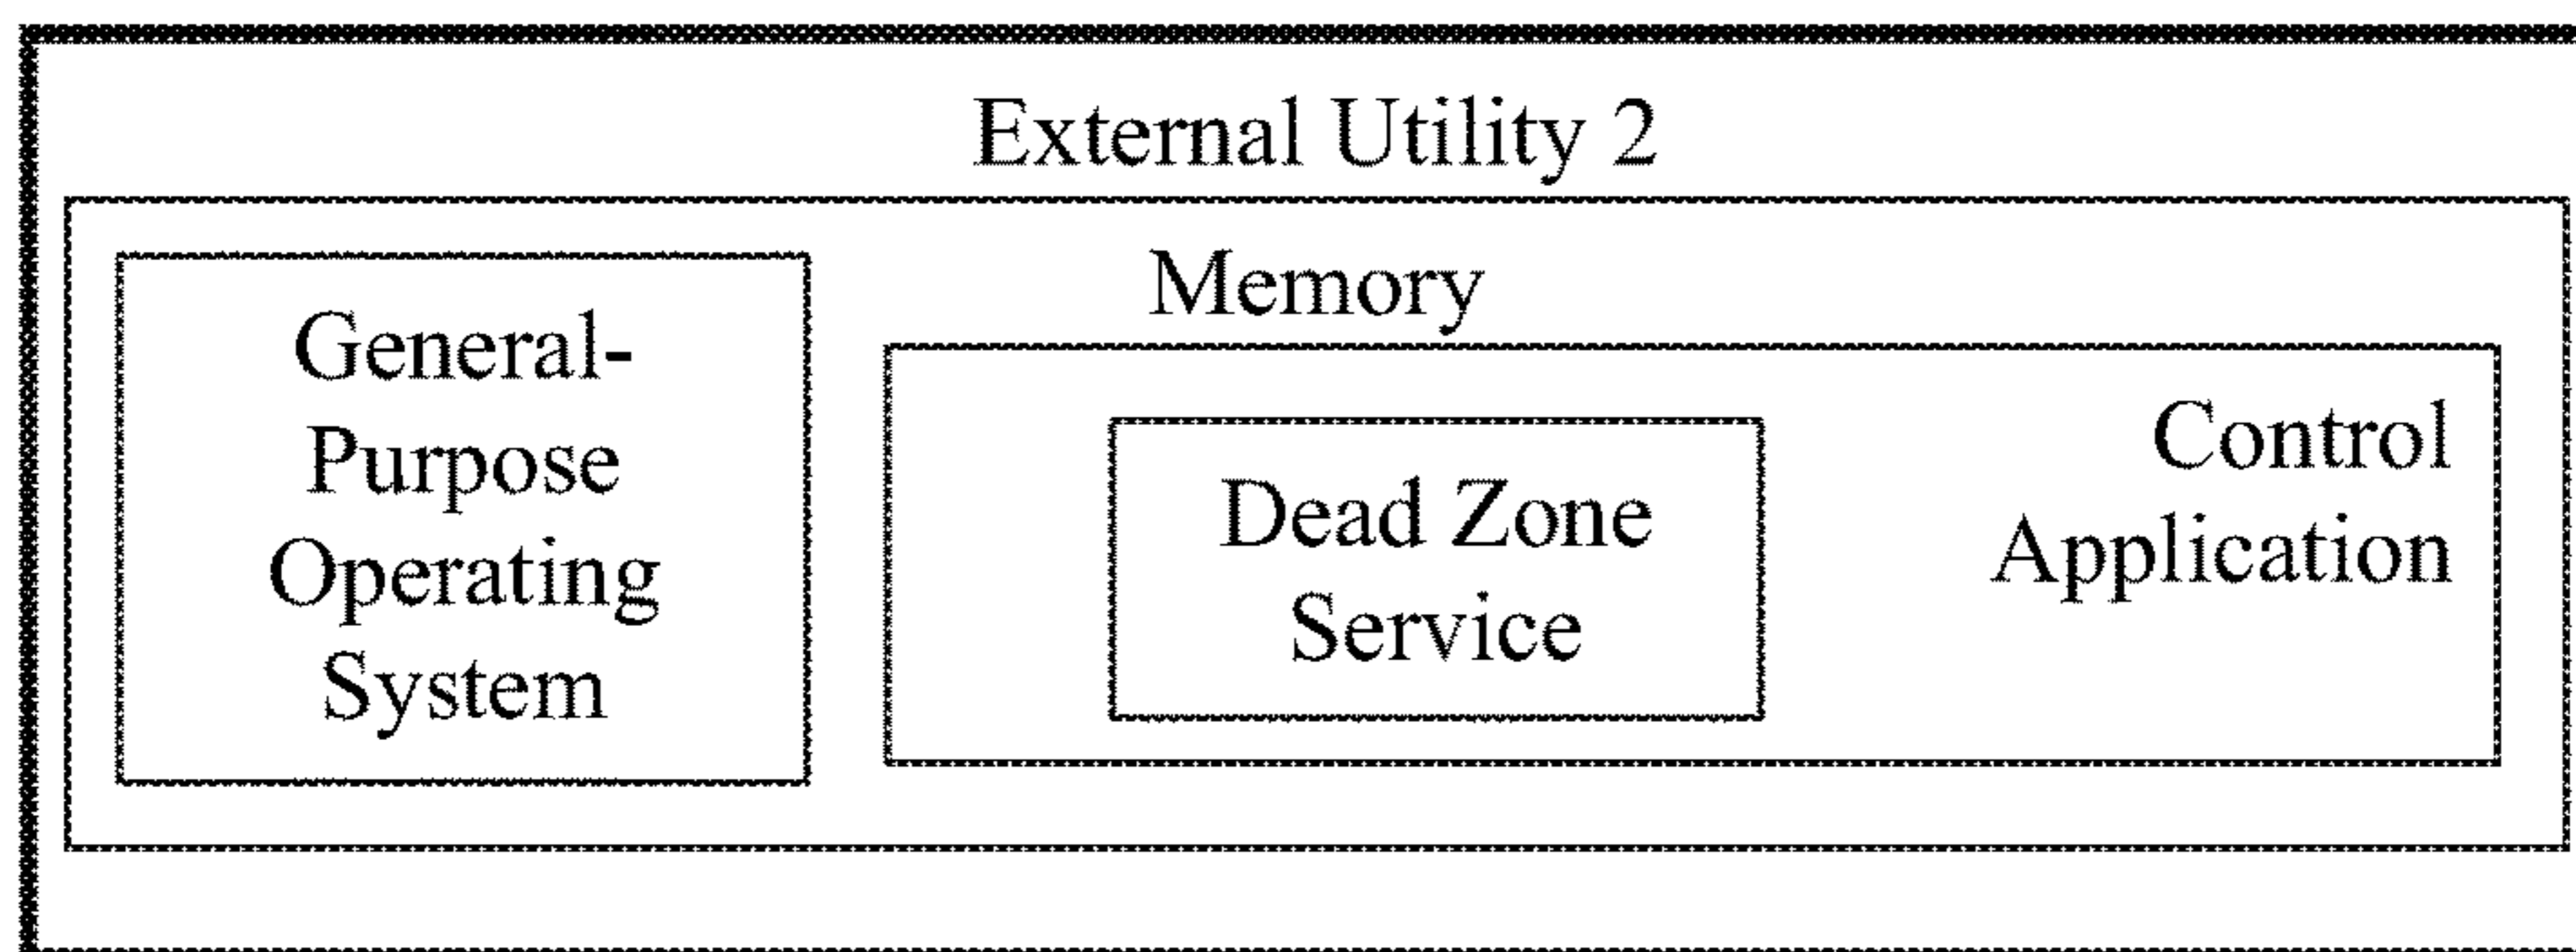 External Utility 2
Memory
General-
Purpose
Operating
System
Dead Zone
Service
Control
Application